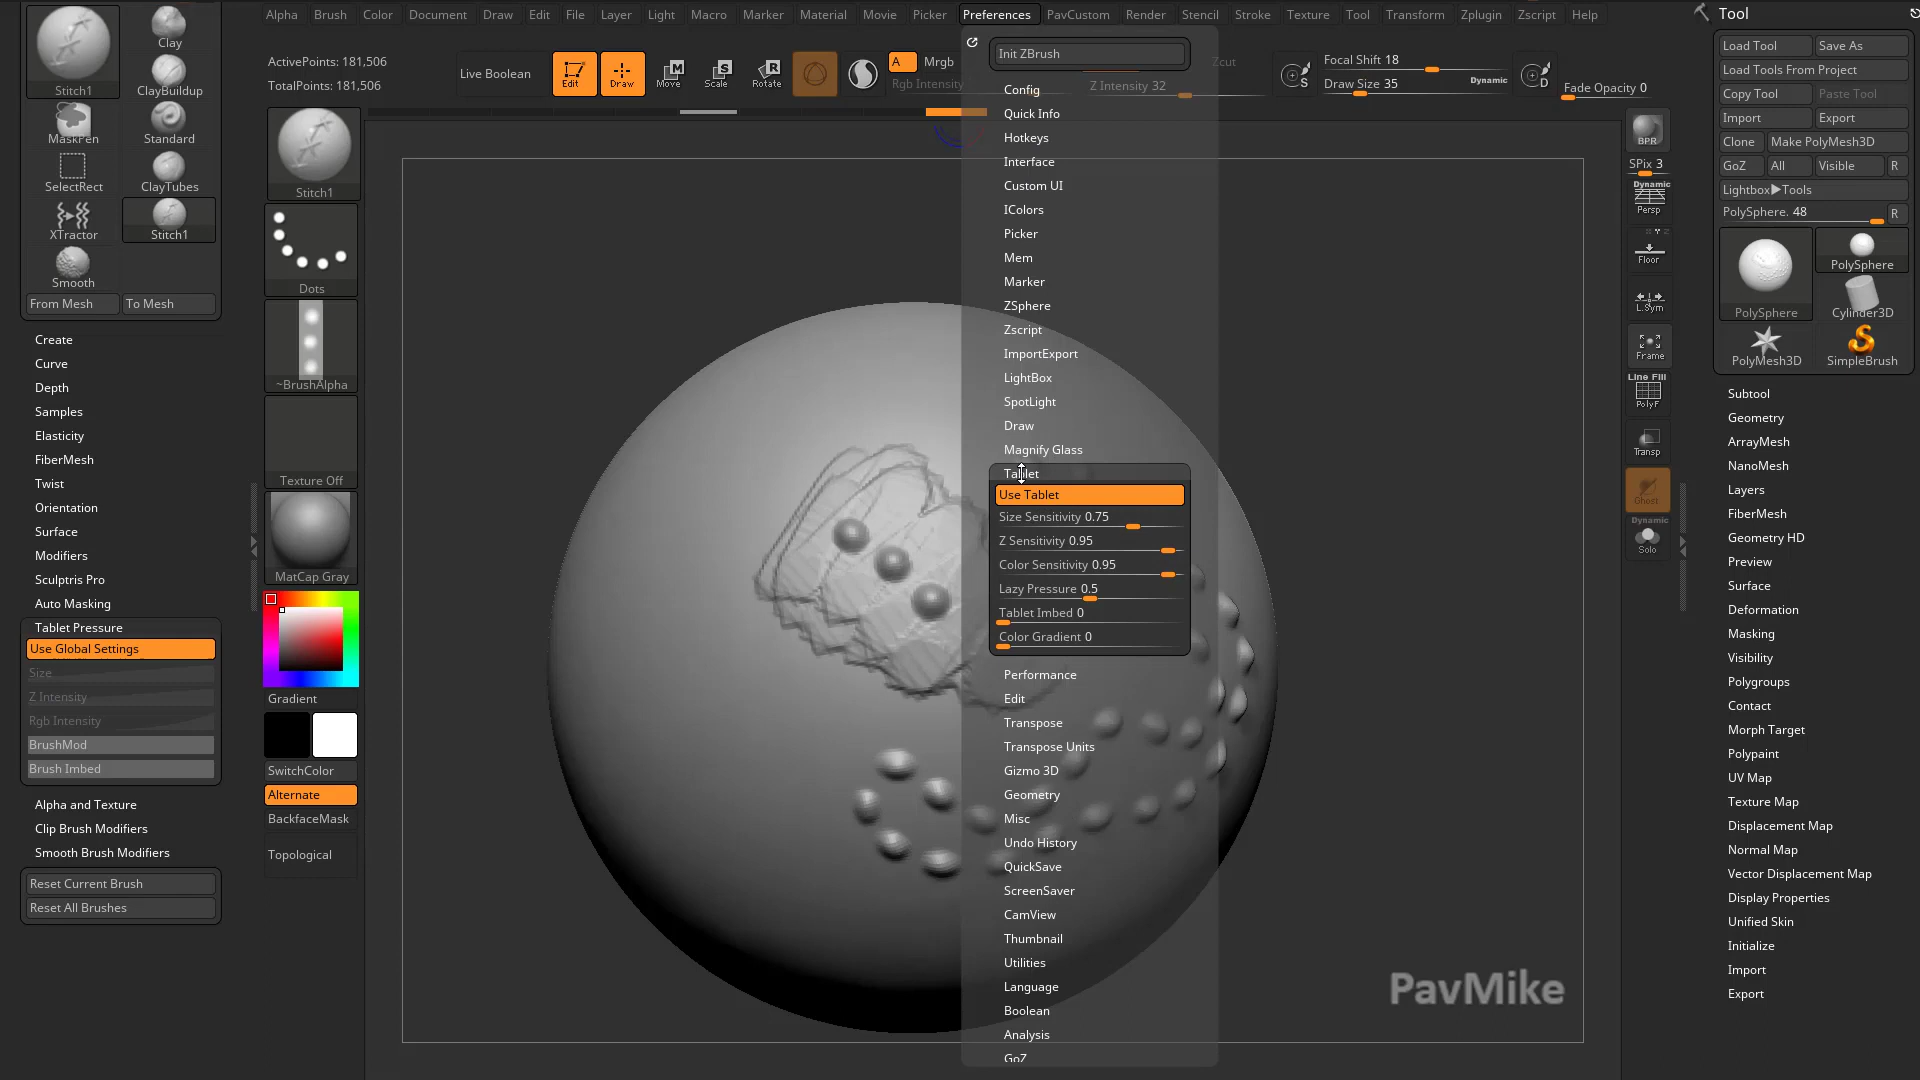 Alpha Brush Color Document Draw Edit File Layer Light Macro Marker Material Movie Picker Preferences PavCustom Render Stencil Stroke Texture Tool Transform Zplugin Zscript Help
Stitch1
Clay
ClayBuildup
MaskPen
Standard
SelectRect
ClayTubes
XTractor
Stitch1
Smooth
From Mesh
To Mesh
Create
Curve
Depth
Samples
Elasticity
FiberMesh
Twist
Orientation
Surface
Modifiers
Sculptris Pro
Auto Masking
Tablet Pressure
Use Global Settings
Size
Z Intensity
Rgb Intensity
BrushMod
Brush Imbed
Alpha and Texture
Clip Brush Modifiers
Smooth Brush Modifiers
Reset Current Brush
Reset All Brushes
ActivePoints: 181,506
TotalPoints: 181,506
Live Boolean
Edit
Draw
Move
Scale
Rotate
A
Mrgb
Rgb Intensity
Zcut
Z Intensity 32
Focal Shift 18
Draw Size 35
Dynamic
Fade Opacity 0
Stitch1
Dots
~BrushAlpha
Texture Off
MatCap Gray
Gradient
SwitchColor
Alternate
BackfaceMask
Topological
Init ZBrush
Config
Quick Info
Hotkeys
Interface
Custom UI
IColors
Picker
Mem
Marker
ZSphere
Zscript
ImportExport
LightBox
SpotLight
Draw
Magnify Glass
Tablet
Use Tablet
Size Sensitivity 0.75
Z Sensitivity 0.95
Color Sensitivity 0.95
Lazy Pressure 0.5
Tablet Imbed 0
Color Gradient 0
Performance
Edit
Transpose
Transpose Units
Gizmo 3D
Geometry
Misc
Undo History
QuickSave
ScreenSaver
CamView
Thumbnail
Utilities
Language
Boolean
Analysis
GoZ
PavMike
BPR
SPix 3
Dynamic
Persp
Floor
L.Sym
Frame
Line Fill
PolyF
Transp
Ghost
Dynamic
Solo
Tool
Load Tool
Save As
Load Tools From Project
Copy Tool
Paste Tool
Import
Export
Clone
Make PolyMesh3D
GoZ
All
Visible
R
Lightbox▶Tools
PolySphere. 48
R
PolySphere
PolySphere
Cylinder3D
PolyMesh3D
SimpleBrush
Subtool
Geometry
ArrayMesh
NanoMesh
Layers
FiberMesh
Geometry HD
Preview
Surface
Deformation
Masking
Visibility
Polygroups
Contact
Morph Target
Polypaint
UV Map
Texture Map
Displacement Map
Normal Map
Vector Displacement Map
Display Properties
Unified Skin
Initialize
Import
Export